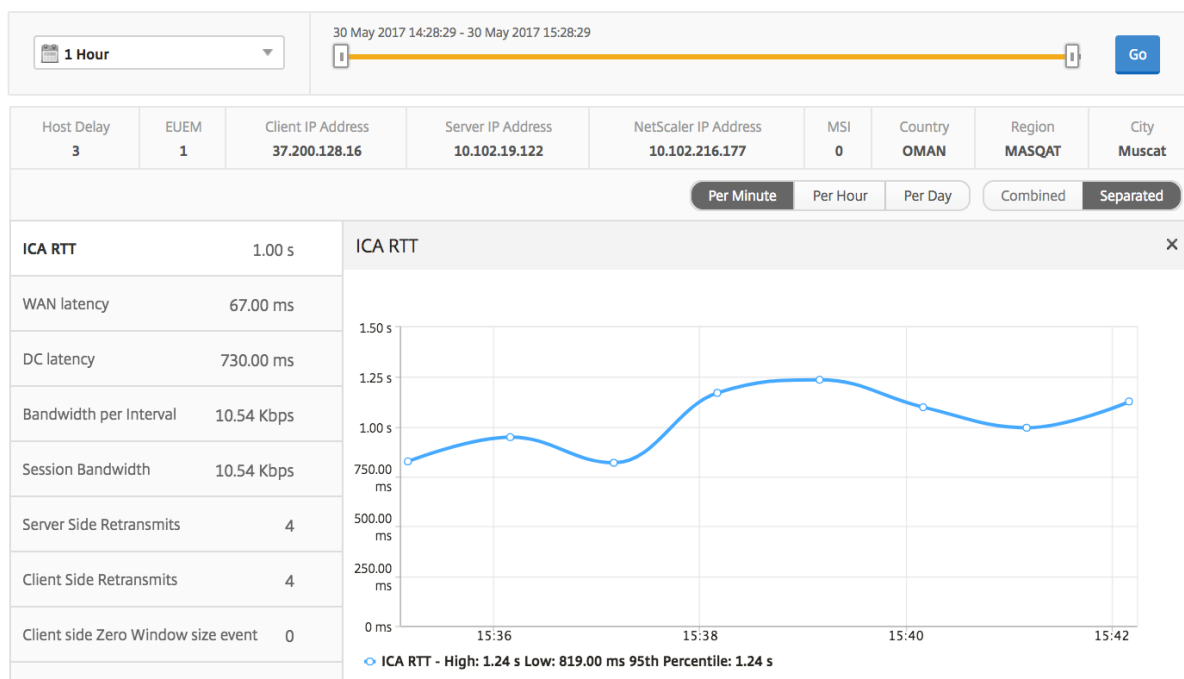 30 May 2017 14:28:29 - 30 May 2017 15:28:29
1 Hour
Go
Host Delay EUEM Client IP Address Server IP Address NetScaler IP Address MSI Country Region City
3 1 37.200.128.16 10.102.19.122 10.102.216.177 0 OMAN MASQAT Muscat
Per Minute Per Hour Per Day Combined Separated
ICA RTT 1.00 s
WAN latency 67.00 ms
DC latency 730.00 ms
Bandwidth per Interval 10.54 Kbps
Session Bandwidth 10.54 Kbps
Server Side Retransmits 4
Client Side Retransmits 4
Client side Zero Window size event 0
ICA RTT ×
1.50 s
1.25 s
1.00 s
750.00
ms
500.00
ms
250.00
ms
0 ms
15:36 15:38 15:40 15:42
ICA RTT - High: 1.24 s Low: 819.00 ms 95th Percentile: 1.24 s